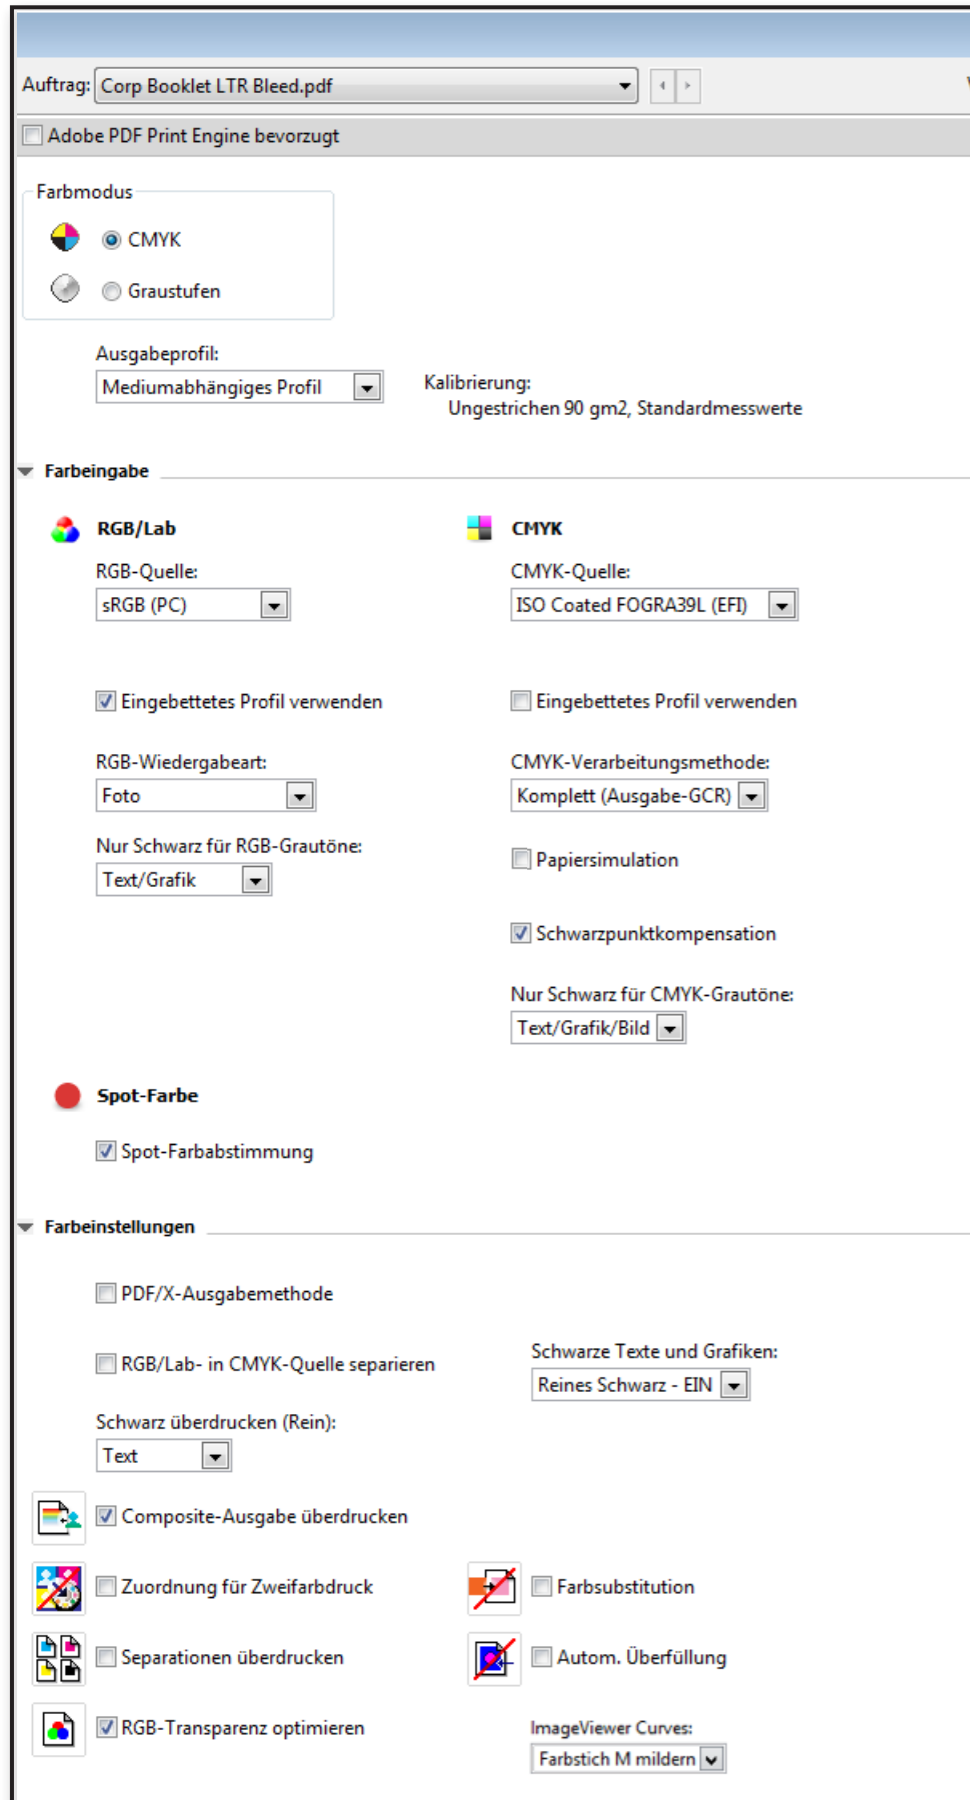 Auftrag: Corp Booklet LTR Bleed.pdf
Adobe PDF Print Engine bevorzugt
Farbmodus
CMYK
Graustufen
Ausgabeprofil:
Mediumabhängiges Profil
Kalibrierung:
Ungestrichen 90 gm2, Standardmesswerte
Farbeingabe
RGB/Lab
CMYK
RGB-Quelle:
CMYK-Quelle:
sRGB (PC)
ISO Coated FOGRA39L (EFI)
Eingebettetes Profil verwenden
Eingebettetes Profil verwenden
RGB-Wiedergabeart:
CMYK-Verarbeitungsmethode:
Foto
Komplett (Ausgabe-GCR)
Nur Schwarz für RGB-Grautöne:
Papiersimulation
Text/Grafik
Schwarzpunktkompensation
Nur Schwarz für CMYK-Grautöne:
Text/Grafik/Bild
Spot-Farbe
Spot-Farbabstimmung
Farbeinstellungen
PDF/X-Ausgabemethode
RGB/Lab- in CMYK-Quelle separieren
Schwarze Texte und Grafiken:
Reines Schwarz - EIN
Schwarz überdrucken (Rein):
Text
Composite-Ausgabe überdrucken
Zuordnung für Zweifarbdruck
Farbsubstitution
Separationen überdrucken
Autom. Überfüllung
RGB-Transparenz optimieren
ImageViewer Curves:
Farbstich M mildern